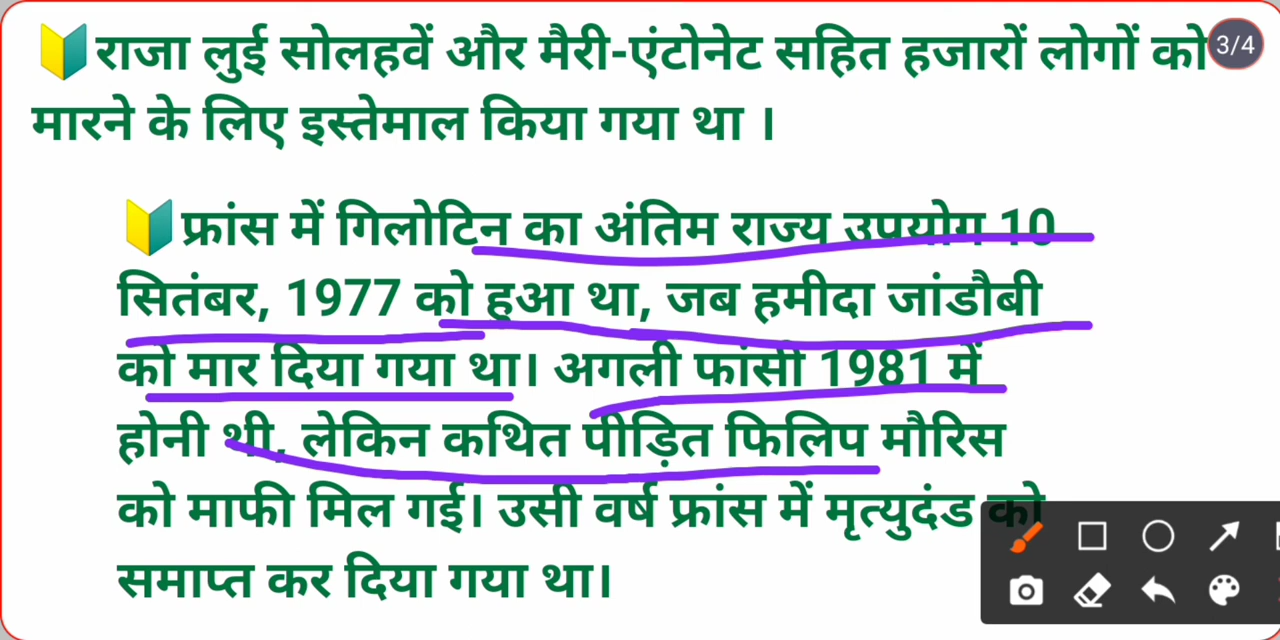 🔰राजा लुई सोलहवें और मैरी-एंटोनेट सहित हजारों लोगों को
3/4
मारने के लिए इस्तेमाल किया गया था ।
🔰फ्रांस में गिलोटिन का अंतिम राज्य उपयोग 10
सितंबर, 1977 को हुआ था, जब हमीदा जांडौबी
को मार दिया गया था। अगली फांसी 1981 में
होनी थी, लेकिन कथित पीड़ित फिलिप मौरिस
को माफी मिल गई। उसी वर्ष फ्रांस में मृत्युदंड को
समाप्त कर दिया गया था।